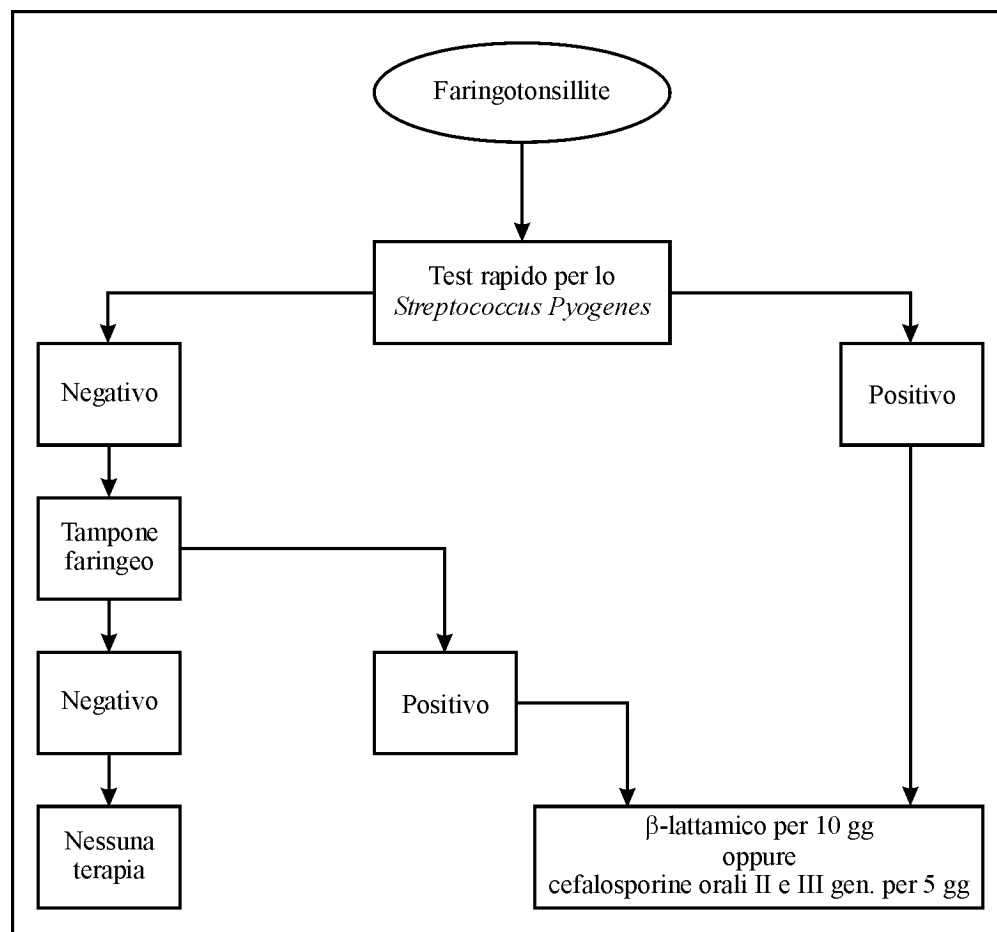 Faringotonsillite
Test rapido per lo
Streptococcus Pyogenes
Negativo
Positivo
Tampone
faringeo
Negativo
Positivo
Nessuna
terapia
β-lattamico per 10 gg
oppure
cefalosporine orali II e III gen. per 5 gg